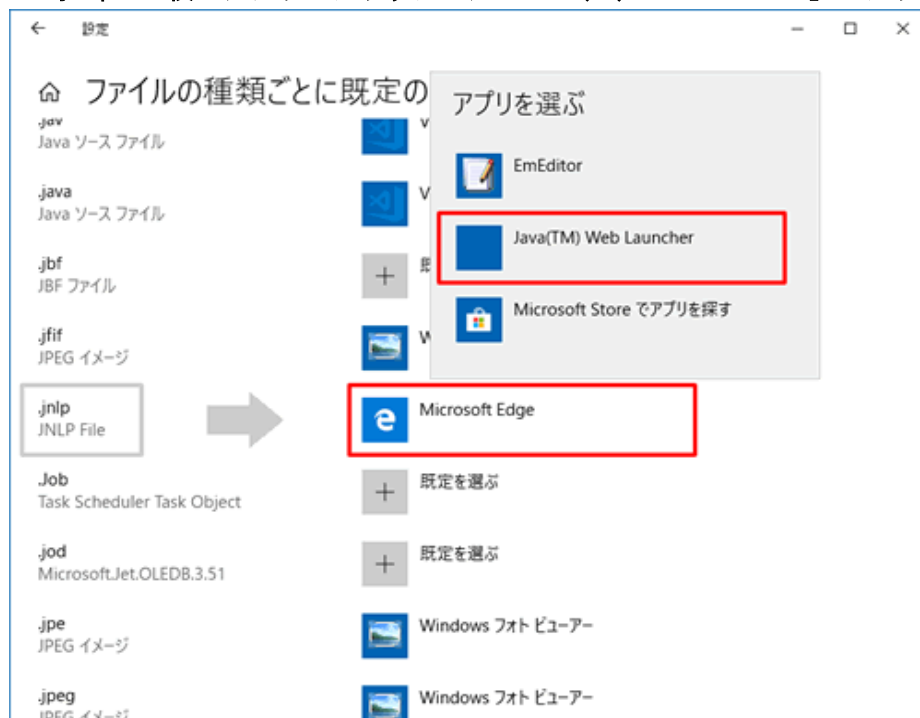 設定
ファイルの種類ごとに既定の
アプリを選ぶ
.jav
Java ソース ファイル
EmEditor
.java
Java ソース ファイル
Java(TM) Web Launcher
.jbf
JBF ファイル
Microsoft Store でアプリを探す
.jfif
JPEG イメージ
.jnlp
JNLP File
Microsoft Edge
.Job
Task Scheduler Task Object
既定を選ぶ
.jod
Microsoft.Jet.OLEDB.3.51
既定を選ぶ
.jpe
JPEG イメージ
Windows フォト ビューアー
.jpeg
JPEG イメージ
Windows フォト ビューアー